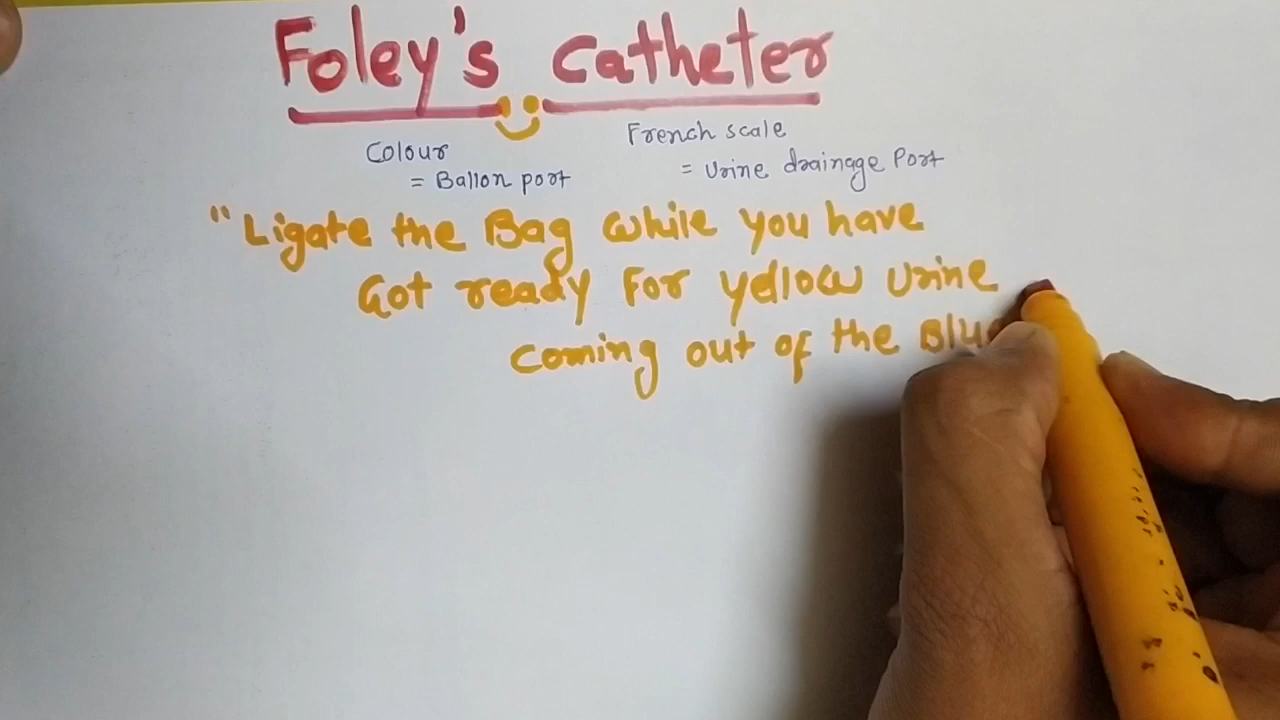 Foley's Catheter
Colour
= Ballon port
French scale
= Urine drainage Port
"Ligate the Bag while you have
Got ready For yellow urine
coming out of the Blue